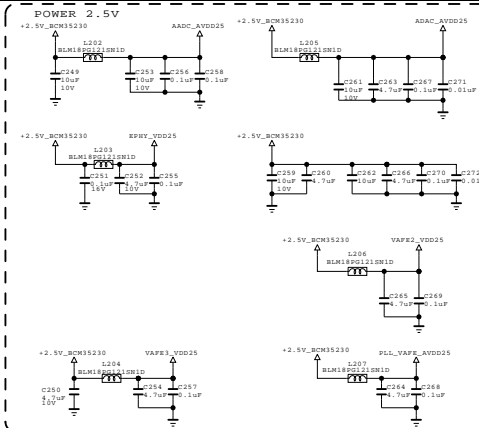 POWER 2.5V
+2.5V_BCM35230
AADC_AVDD25
L202
BLM18PG121SN1D
C249
10uF
10V
C253
10uF
10V
C256
0.1uF
C258
0.1uF
+2.5V_BCM35230
ADAC_AVDD25
L205
BLM18PG121SN1D
C261
10uF
10V
C263
4.7uF
C267
0.1uF
C271
0.01uF
+2.5V_BCM35230
EPHY_VDD25
L203
BLM18PG121SN1D
C251
0.1uF
16V
C252
4.7uF
10V
C255
0.1uF
+2.5V_BCM35230
C259
10uF
10V
C260
4.7uF
C262
10uF
C266
4.7uF
C270
0.1uF
C272
0.01
+2.5V_BCM35230
VAFE2_VDD25
L206
BLM18PG121SN1D
C265
4.7uF
C269
0.1uF
+2.5V_BCM35230
VAFE3_VDD25
L204
BLM18PG121SN1D
C250
4.7uF
10V
C254
4.7uF
C257
0.1uF
+2.5V_BCM35230
PLL_VAFE_AVDD25
L207
BLM18PG121SN1D
C264
4.7uF
C268
0.1uF